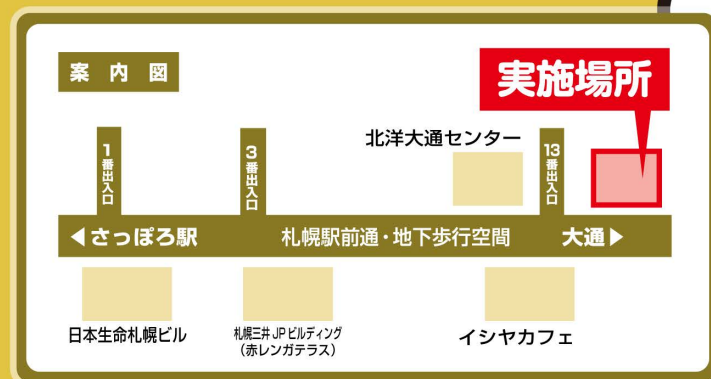 案内図
実施場所
北洋大通センター
1番出入口
3番出入口
13番出入口
◀さっぽろ駅 札幌駅前通・地下歩行空間 大通▶
日本生命札幌ビル
札幌三井JPビルディング
(赤レンガテラス)
イシヤカフェ